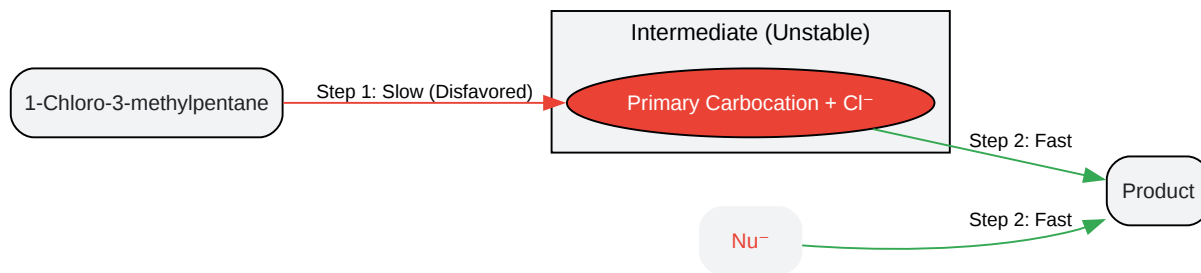 Intermediate (Unstable)
1-Chloro-3-methylpentane
Step 1: Slow (Disfavored)
Primary Carbocation + Cl⁻
Step 2: Fast
Product
Step 2: Fast
Nu⁻